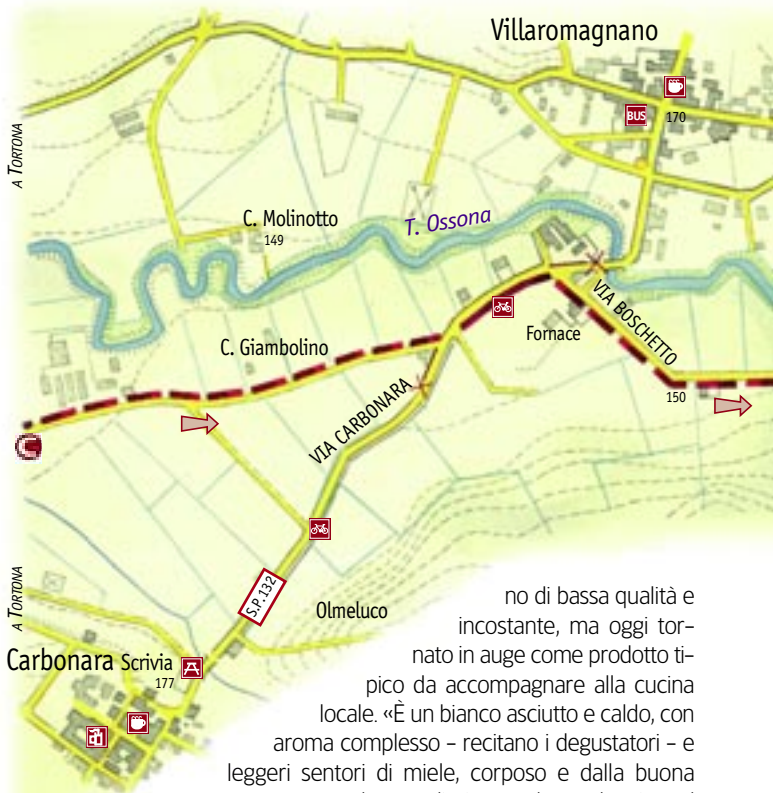 Villaromagnano
BUS
170
A TORTONA
T. Ossona
C. Molinotto
149
VIA BOSCHETTO
C. Giambolino
Fornace
150
C
VIA CARBONARA
S.P.132
A TORTONA
Olmeluco
Carbonara Scrivia
177
no di bassa qualità e
incostante, ma oggi tor-
nato in auge come prodotto ti-
pico da accompagnare alla cucina
locale. «È un bianco asciutto e caldo, con
aroma complesso – recitano i degustatori – e
leggeri sentori di miele, corposo e dalla buona